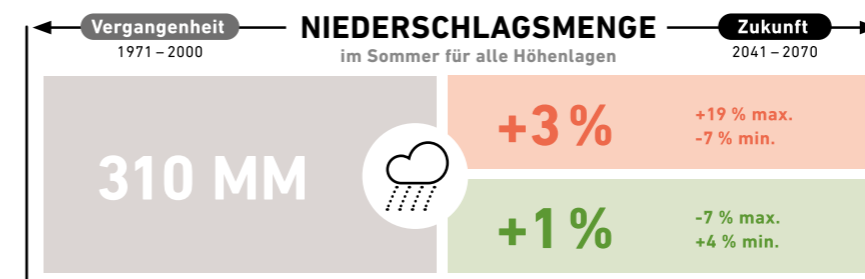 Vergangenheit
1971 – 2000
NIEDERSCHLAGSMENGE
im Sommer für alle Höhenlagen
Zukunft
2041 – 2070
310 MM
+3 %
+19 % max.
-7 % min.
+1 %
-7 % max.
+4 % min.